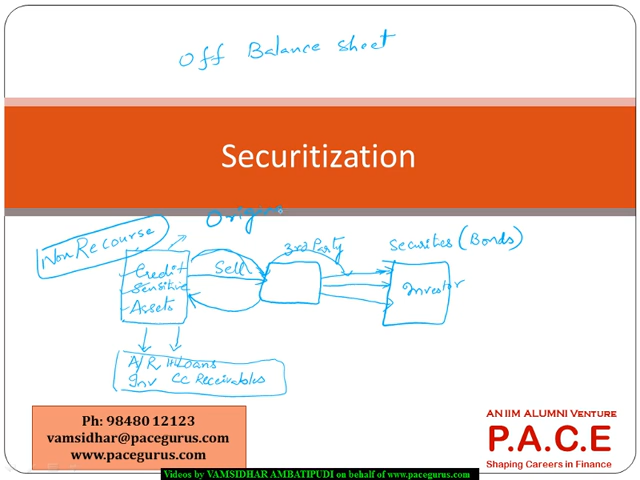 Off Balance Sheet
Securitization
Origin
Non Recourse
3rd Party
Securities (Bonds)
Credit
Sensitive
Assets
Sell
Investor
A/R Loans
Inv CC Receivables
Ph: 98480 12123
vamsidhar@pacegurus.com
www.pacegurus.com
AN IIM ALUMNI VENTURE
P.A.C.E
Shaping Careers in Finance
Videos by VAMSIDHAR AMBATIPUDI on behalf of www.pacegurus.com